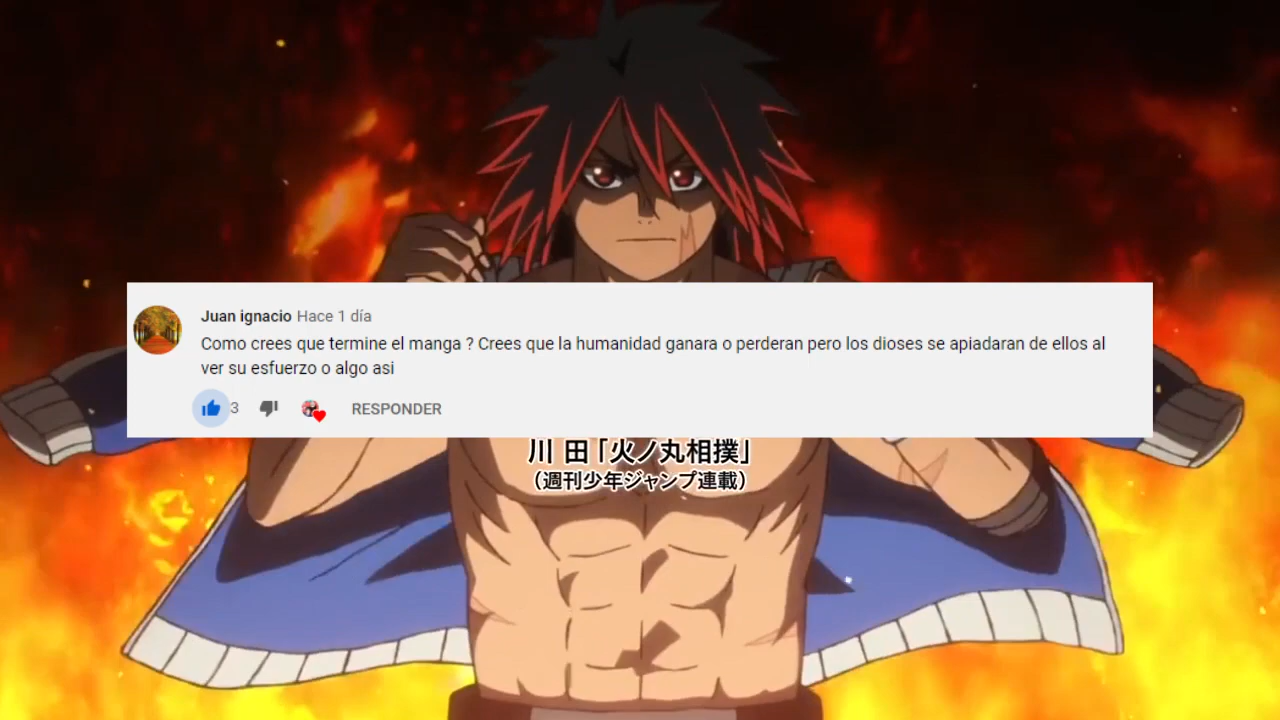 Juan ignacio Hace 1 día
Como crees que termine el manga ? Crees que la humanidad ganara o perderan pero los dioses se apiadaran de ellos al
ver su esfuerzo o algo asi
3 RESPONDER
川 田「火ノ丸相撲」
（週刊少年ジャンプ連載）